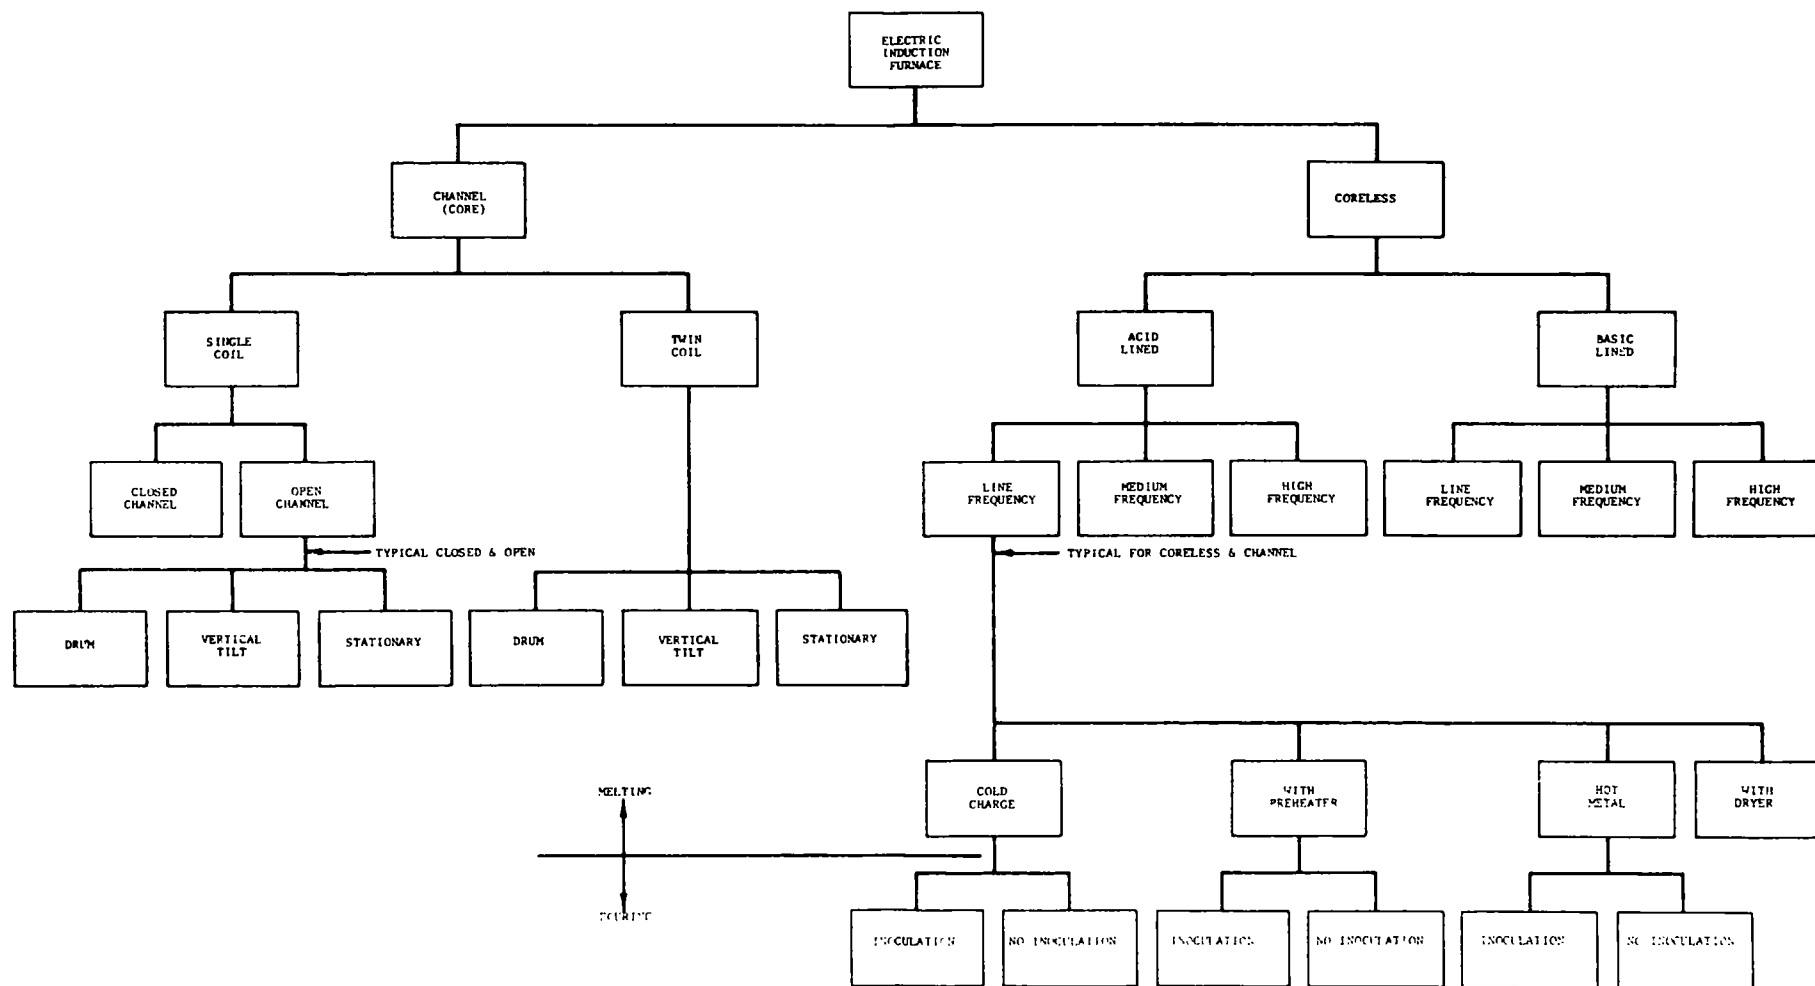 ELECTRIC
INDUCTION
FURNACE
CHANNEL
(CORE)
CORELESS
SINGLE
COIL
TWIN
COIL
ACID
LINED
BASIC
LINED
CLOSED
CHANNEL
OPEN
CHANNEL
LINE
FREQUENCY
MEDIUM
FREQUENCY
HIGH
FREQUENCY
LINE
FREQUENCY
MEDIUM
FREQUENCY
HIGH
FREQUENCY
TYPICAL CLOSED & OPEN
TYPICAL FOR CORELESS & CHANNEL
DRUM
VERTICAL
TILT
STATIONARY
DRUM
VERTICAL
TILT
STATIONARY
MELTING
COLD
CHARGE
WITH
PREHEATER
HOT
METAL
WITH
DRYER
INOCULATION
NO INOCULATION
INOCULATION
NO INOCULATION
INOCULATION
NO INOCULATION